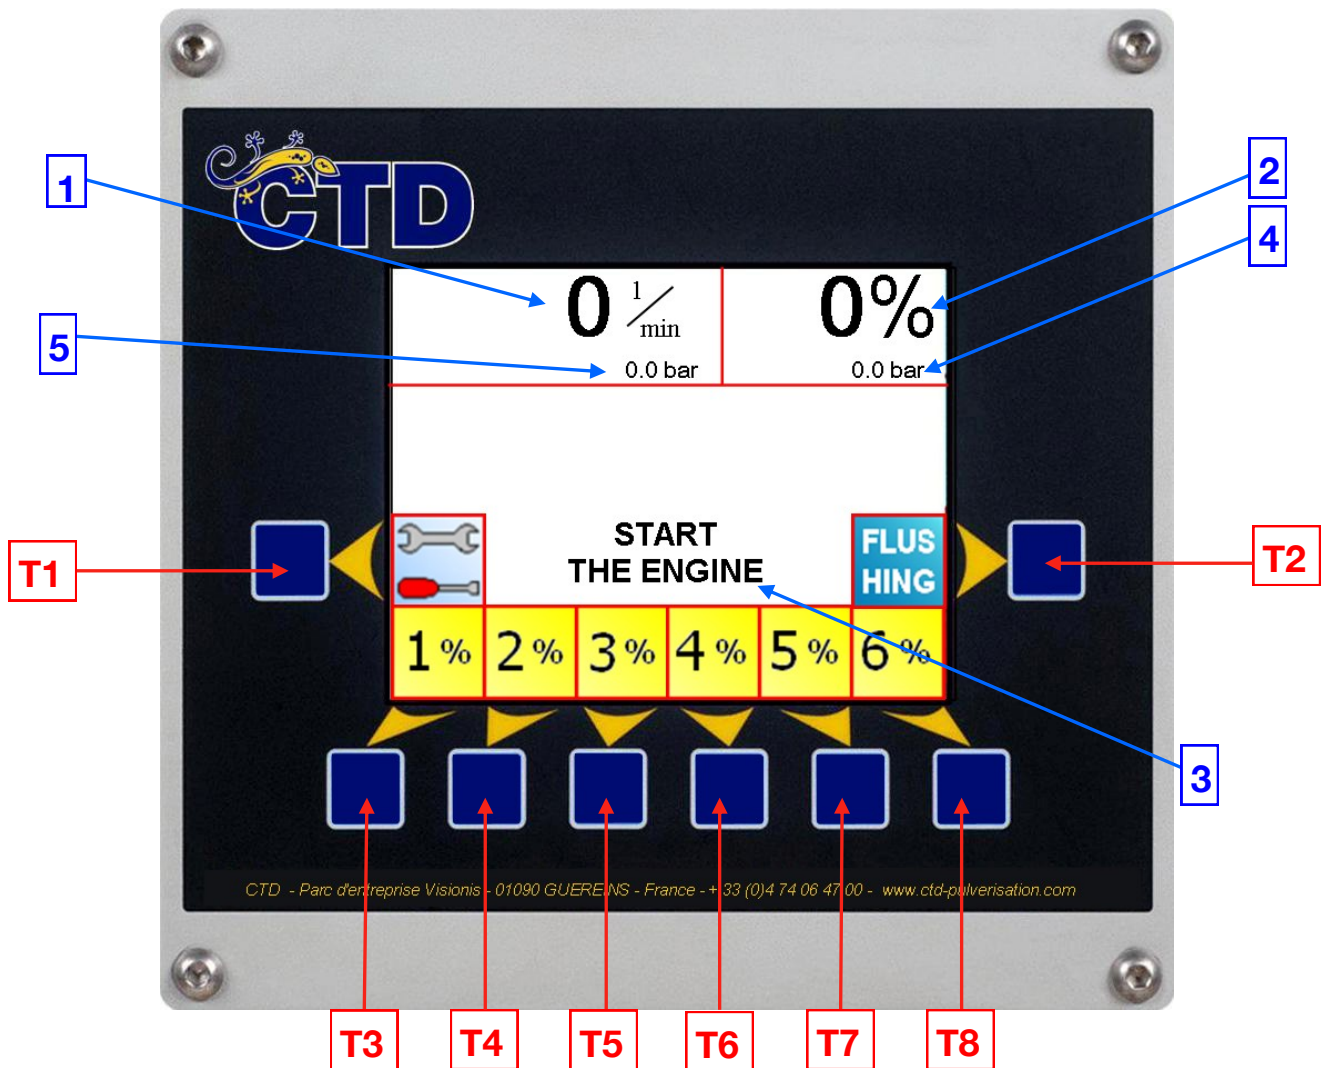 CTD
1
2
4
5
0 1/min
0%
0.0 bar
0.0 bar
START
THE ENGINE
FLUS
HING
T1
T2
1 %
2 %
3 %
4 %
5 %
6 %
3
CTD - Parc d'entreprise Visionis - 01090 GUEREINS - France - + 33 (0)4 74 06 47 00 - www.ctd-pulverisation.com
T3
T4
T5
T6
T7
T8